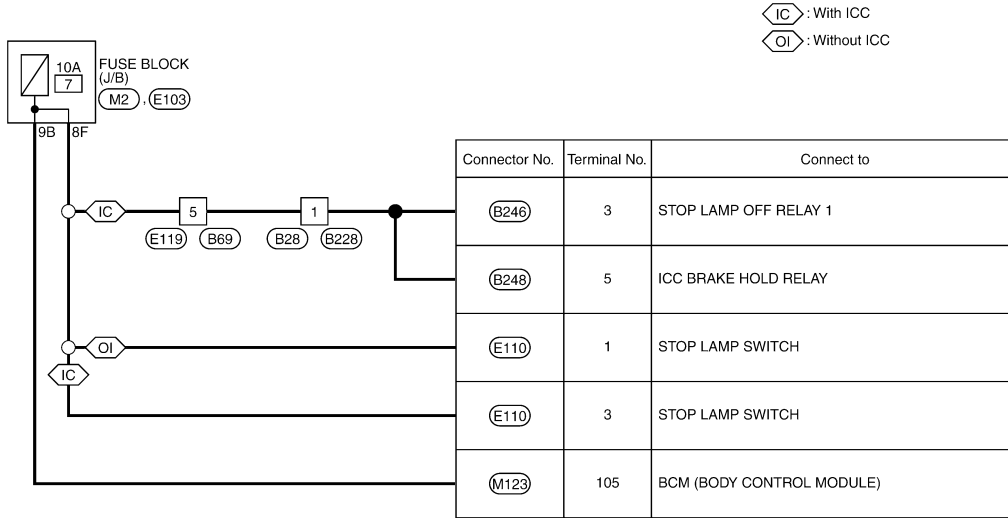 IC : With ICC
OI : Without ICC
10A
7
FUSE BLOCK
(J/B)
M2 , E103
9B 8F
Connector No. Terminal No. Connect to
IC 5 1 B246 3 STOP LAMP OFF RELAY 1
E119 B69 B28 B228
B248 5 ICC BRAKE HOLD RELAY
OI E110 1 STOP LAMP SWITCH
IC
E110 3 STOP LAMP SWITCH
M123 105 BCM (BODY CONTROL MODULE)